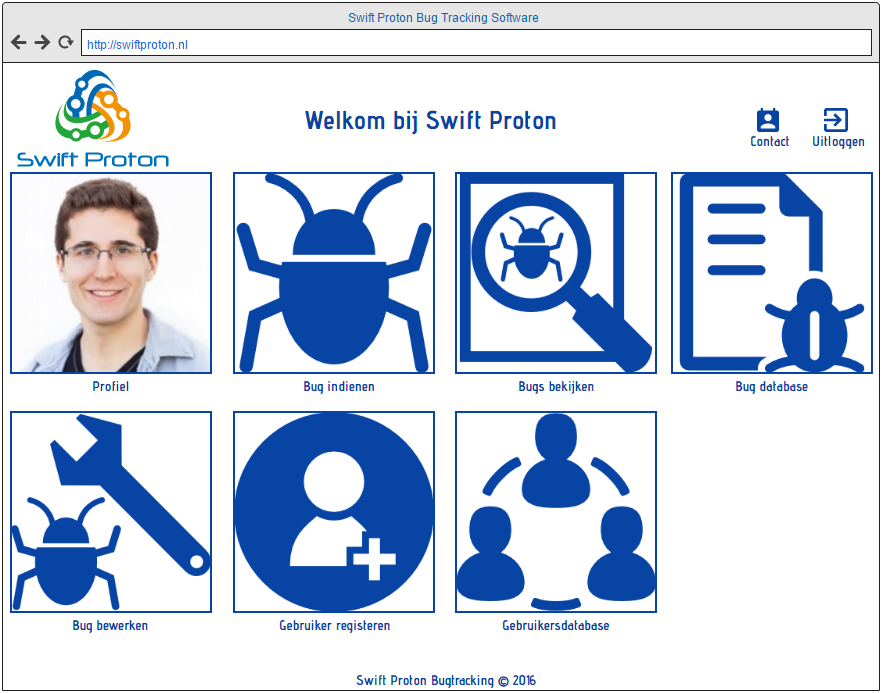 Swift Proton Bug Tracking Software
http://swiftproton.nl
Swift Proton
Welkom bij Swift Proton
Contact
Uitloggen
Profiel
Bug indienen
Bugs bekijken
Bug database
Bug bewerken
Gebruiker registeren
Gebruikersdatabase
Swift Proton Bugtracking © 2016